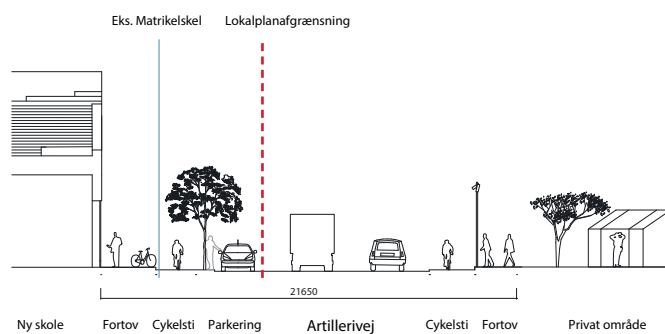 Eks. Matrikelskel Lokalplanafgrænsning
21650
Ny skole Fortov Cykelsti Parkering Artillerivej Cykelsti Fortov Privat område